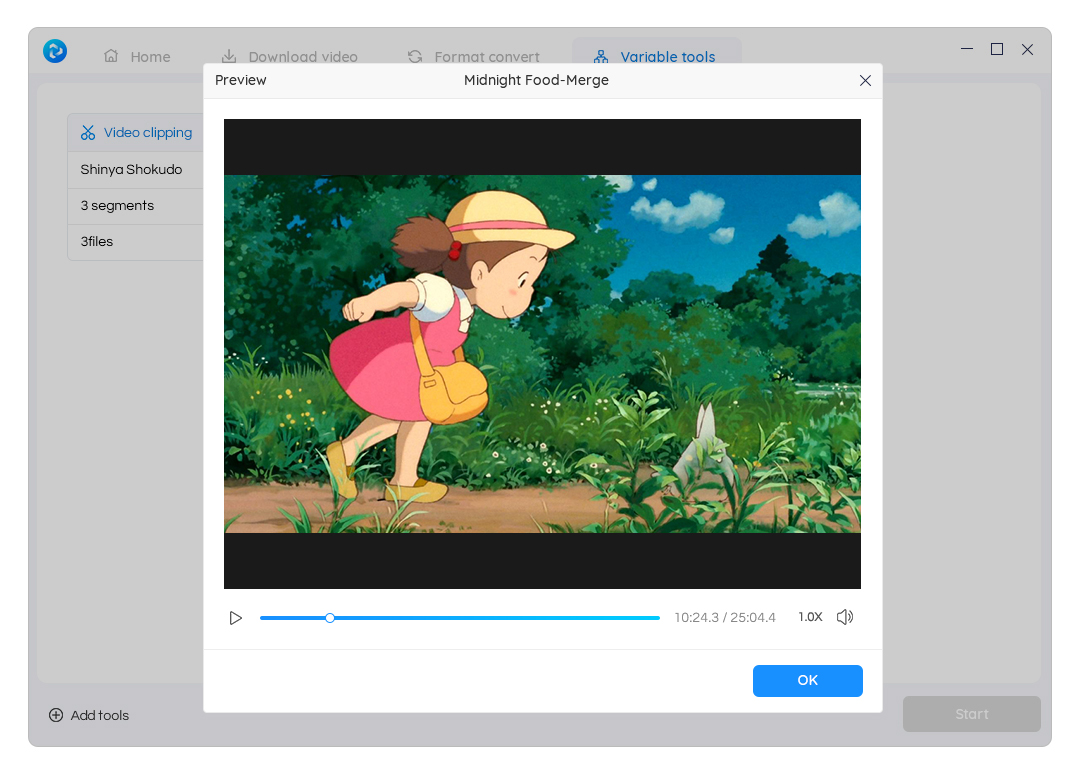 Home
Download video
Format convert
Variable tools
Preview
Midnight Food-Merge
Video clipping
Shinya Shokudo
3 segments
3files
10:24.3 / 25:04.4
1.0X
OK
Add tools
Start